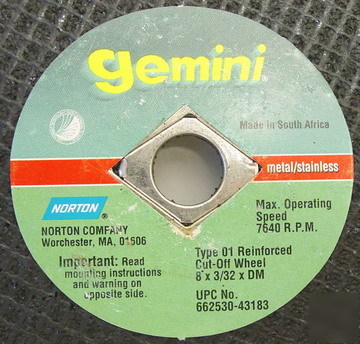 gemini
Made in South Africa
metal/stainless
NORTON ®
NORTON COMPANY
Worchester, MA, 01606
Important: Read
mounting instructions
and warning on
opposite side.
Max. Operating
Speed
7640 R.P.M.
Type 01 Reinforced
Cut-Off Wheel
8" x 3/32 x DM
UPC No.
662530-43183